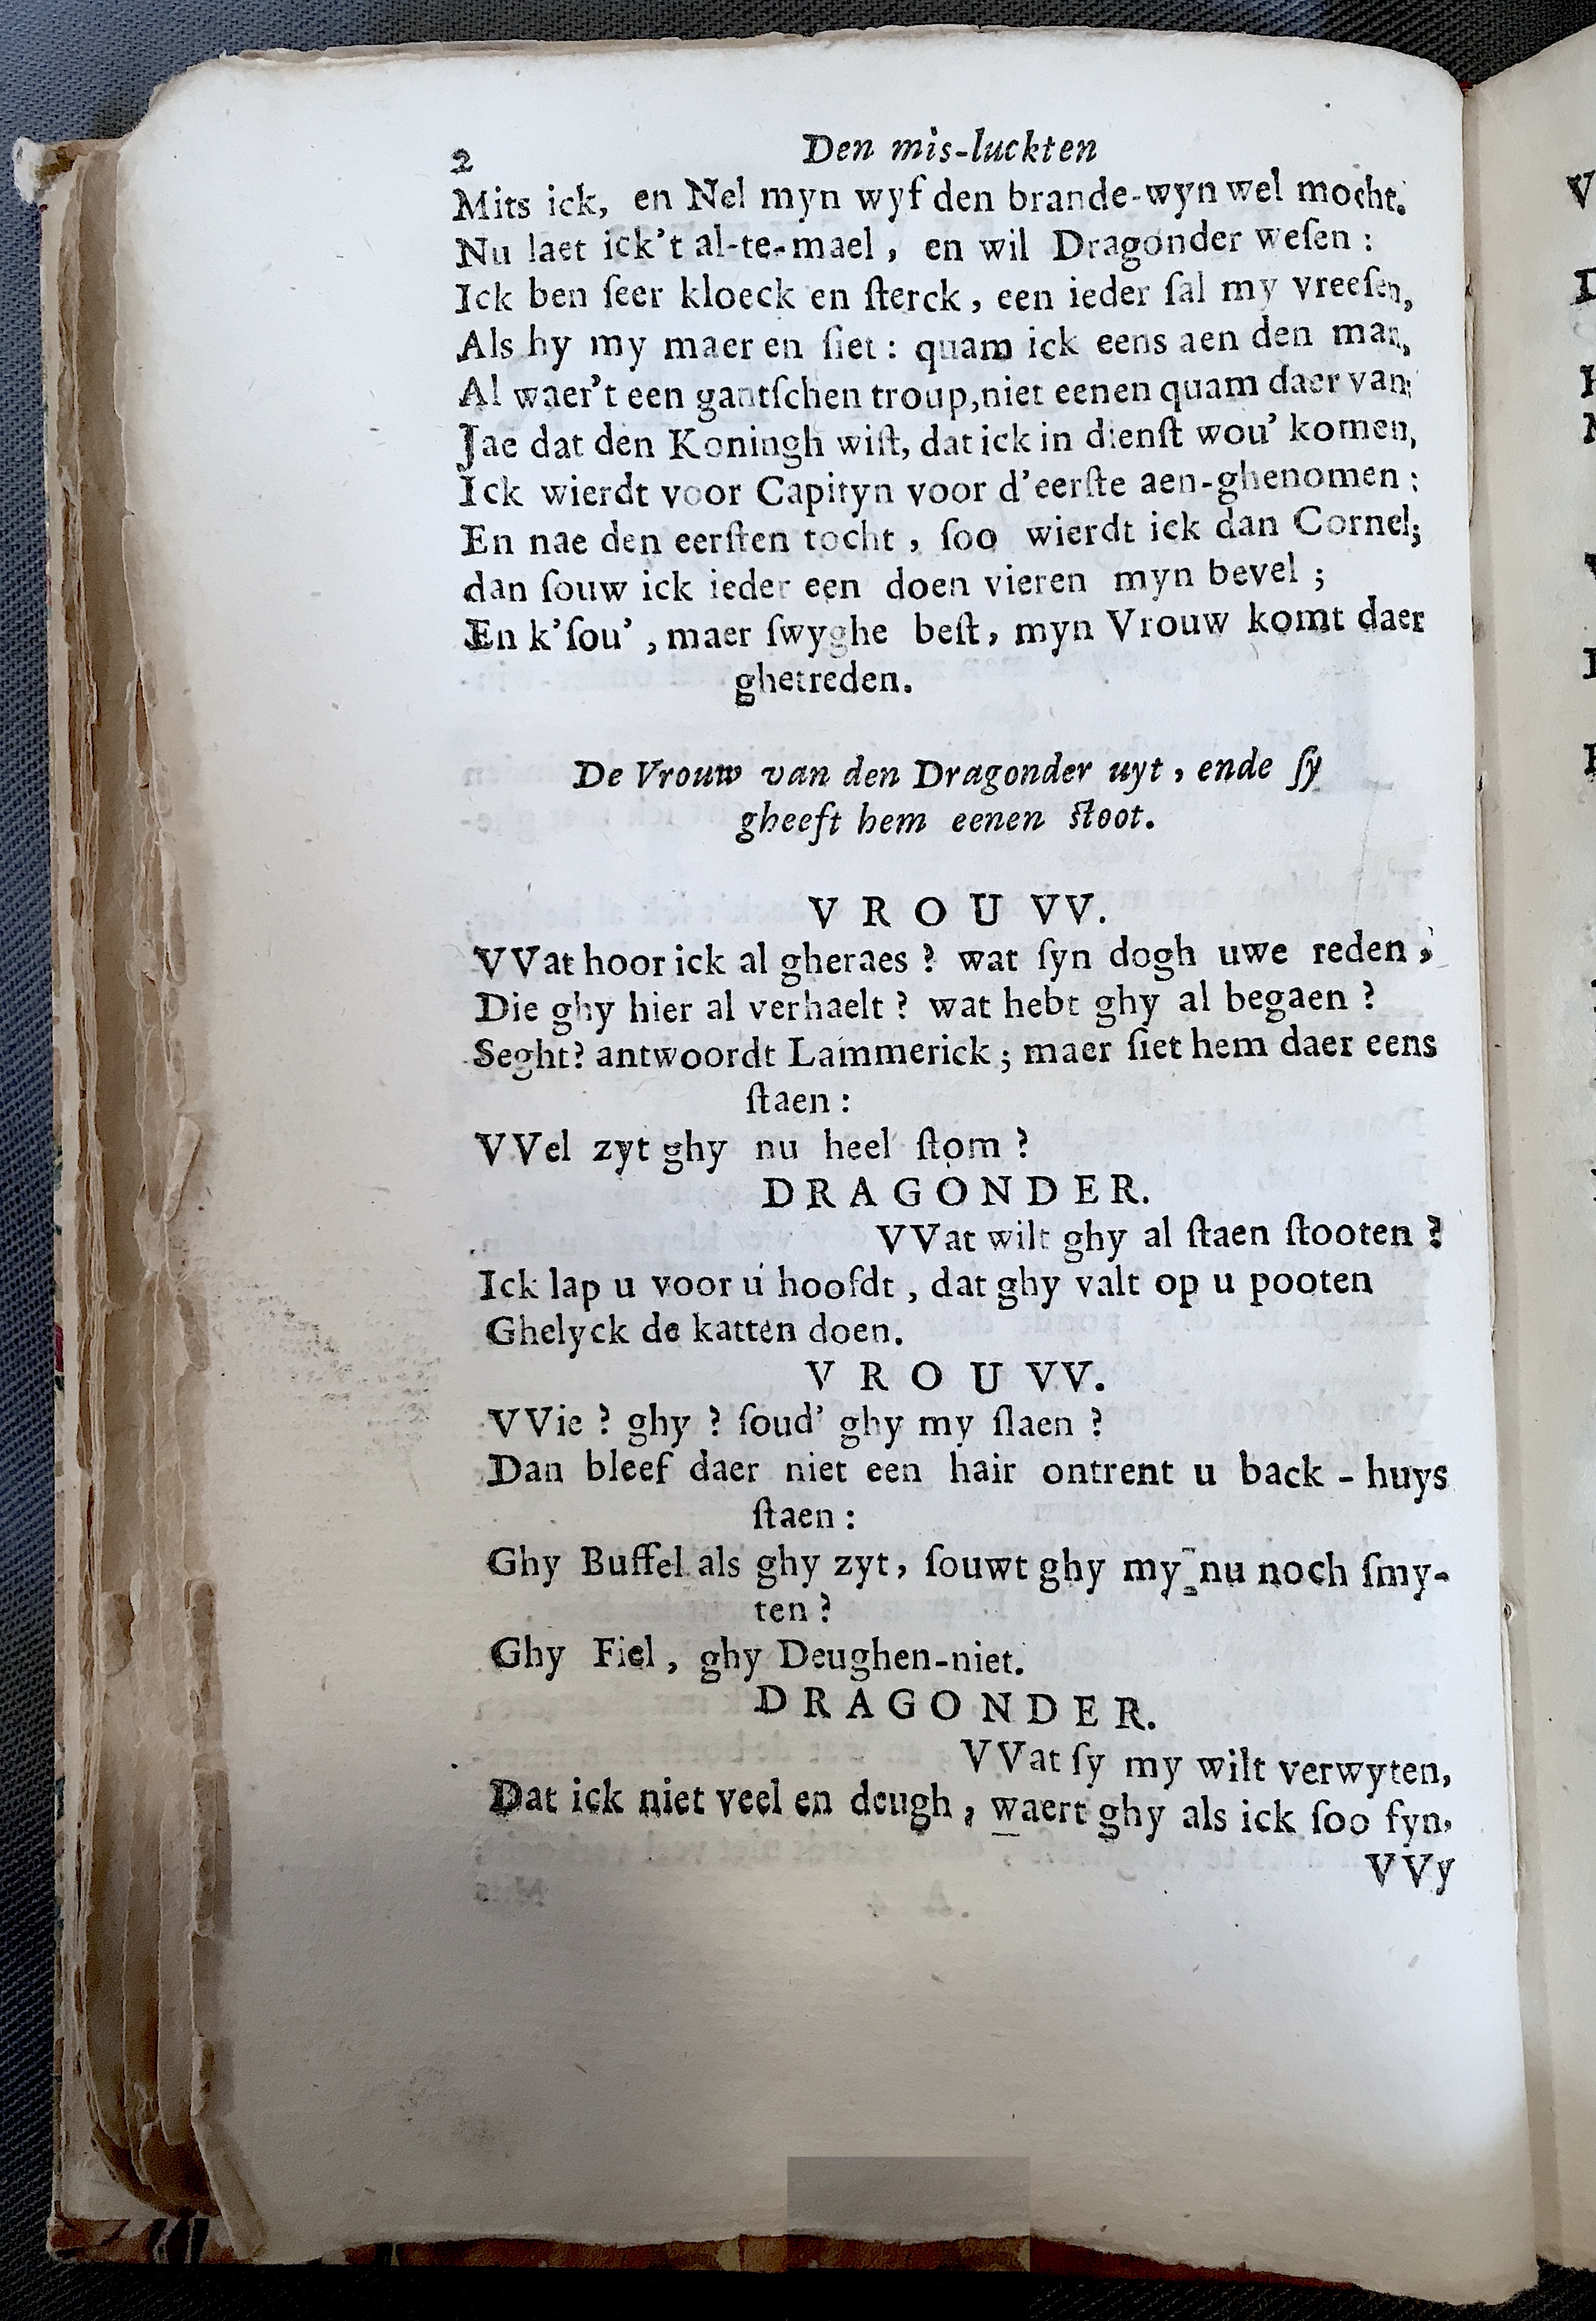 2 Den mis-luckten
Mits ick, en Nel myn wyf den brande-wyn wel mocht.
Nu laet ick't al-te-mael, en wil Dragonder weſen:
Ick ben ſeer kloeck en ſterck, een ieder ſal my vreeſen,
Als hy my maer en ſiet: quam ick eens aen den man,
Al waer't een gantſchen troup, niet eenen quam daer van;
Jae dat den Koningh wiſt, dat ick in dienſt wou' komen,
Ick wierdt voor Capityn voor d'eerſte aen-ghenomen;
En nae den eerſten tocht, ſoo wierdt ick dan Cornel;
dan ſouw ick ieder een doen vieren myn bevel;
En k'ſou', maer ſwyghe beſt, myn Vrouw komt daer
ghetreden.
De Vrouw van den Dragonder uyt, ende ſy
gheeft hem eenen ſtoot.
VROUVV.
VVat hoor ick al gheraes? wat ſyn dogh uwe reden,
Die ghy hier al verhaelt? wat hebt ghy al begaen?
Seght? antwoordt Lammerick; maer ſiet hem daer eens
ſtaen:
VVel zyt ghy nu heel ſtom?
DRAGONDER.
VVat wilt ghy al ſtaen ſtooten?
Ick lap u voor u hoofdt, dat ghy valt op u pooten
Ghelyck de katten doen.
VROUVV.
VVie? ghy? ſoud' ghy my ſlaen?
Dan bleef daer niet een hair ontrent u back-huys
ſtaen:
Ghy Buffel als ghy zyt, ſouwt ghy my nu noch ſmy-
ten?
Ghy Fiel, ghy Deughen-niet.
DRAGONDER.
VVat ſy my wilt verwyten,
Dat ick niet veel en deugh, waert ghy als ick ſoo fyn,
VVy